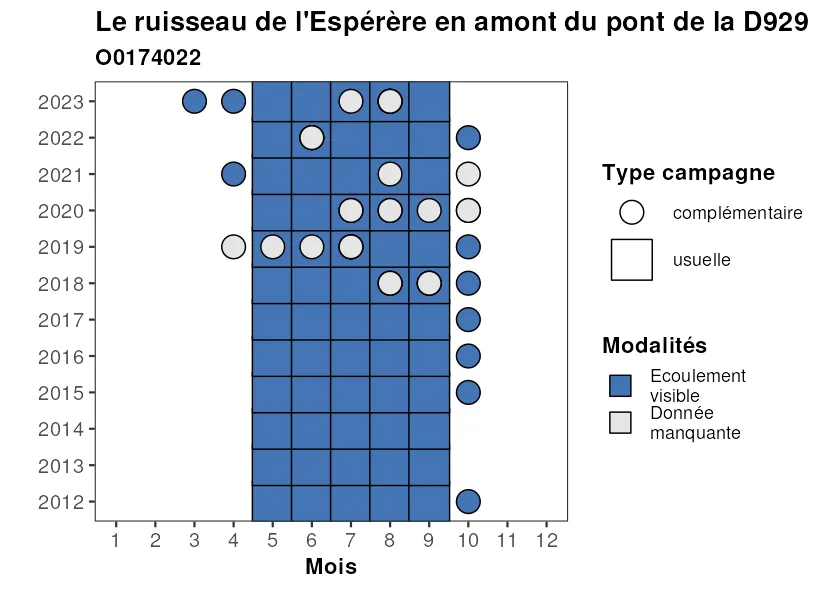 Le ruisseau de l'Espérère en amont du pont de la D929
O0174022
2023
2022
2021
2020
2019
2018
2017
2016
2015
2014
2013
2012
1 2 3 4 5 6 7 8 9 10 11 12
Mois
Type campagne
complémentaire
usuelle
Modalités
Ecoulement
visible
Donnée
manquante